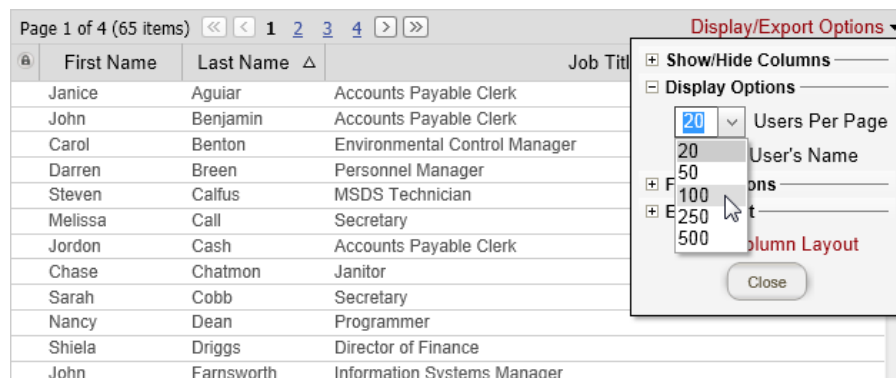 Page 1 of 4 (65 items) 1 2 3 4 Display/Export Options
First Name Last Name Job Titl
Janice Aguiar Accounts Payable Clerk
John Benjamin Accounts Payable Clerk
Carol Benton Environmental Control Manager
Darren Breen Personnel Manager
Steven Calfus MSDS Technician
Melissa Call Secretary
Jordon Cash Accounts Payable Clerk
Chase Chatmon Janitor
Sarah Cobb Secretary
Nancy Dean Programmer
Shiela Driggs Director of Finance
John Farnsworth Information Systems Manager
Show/Hide Columns
Display Options
20 Users Per Page
20
50
100
250
500
User's Name
F ons
E t
olumn Layout
Close